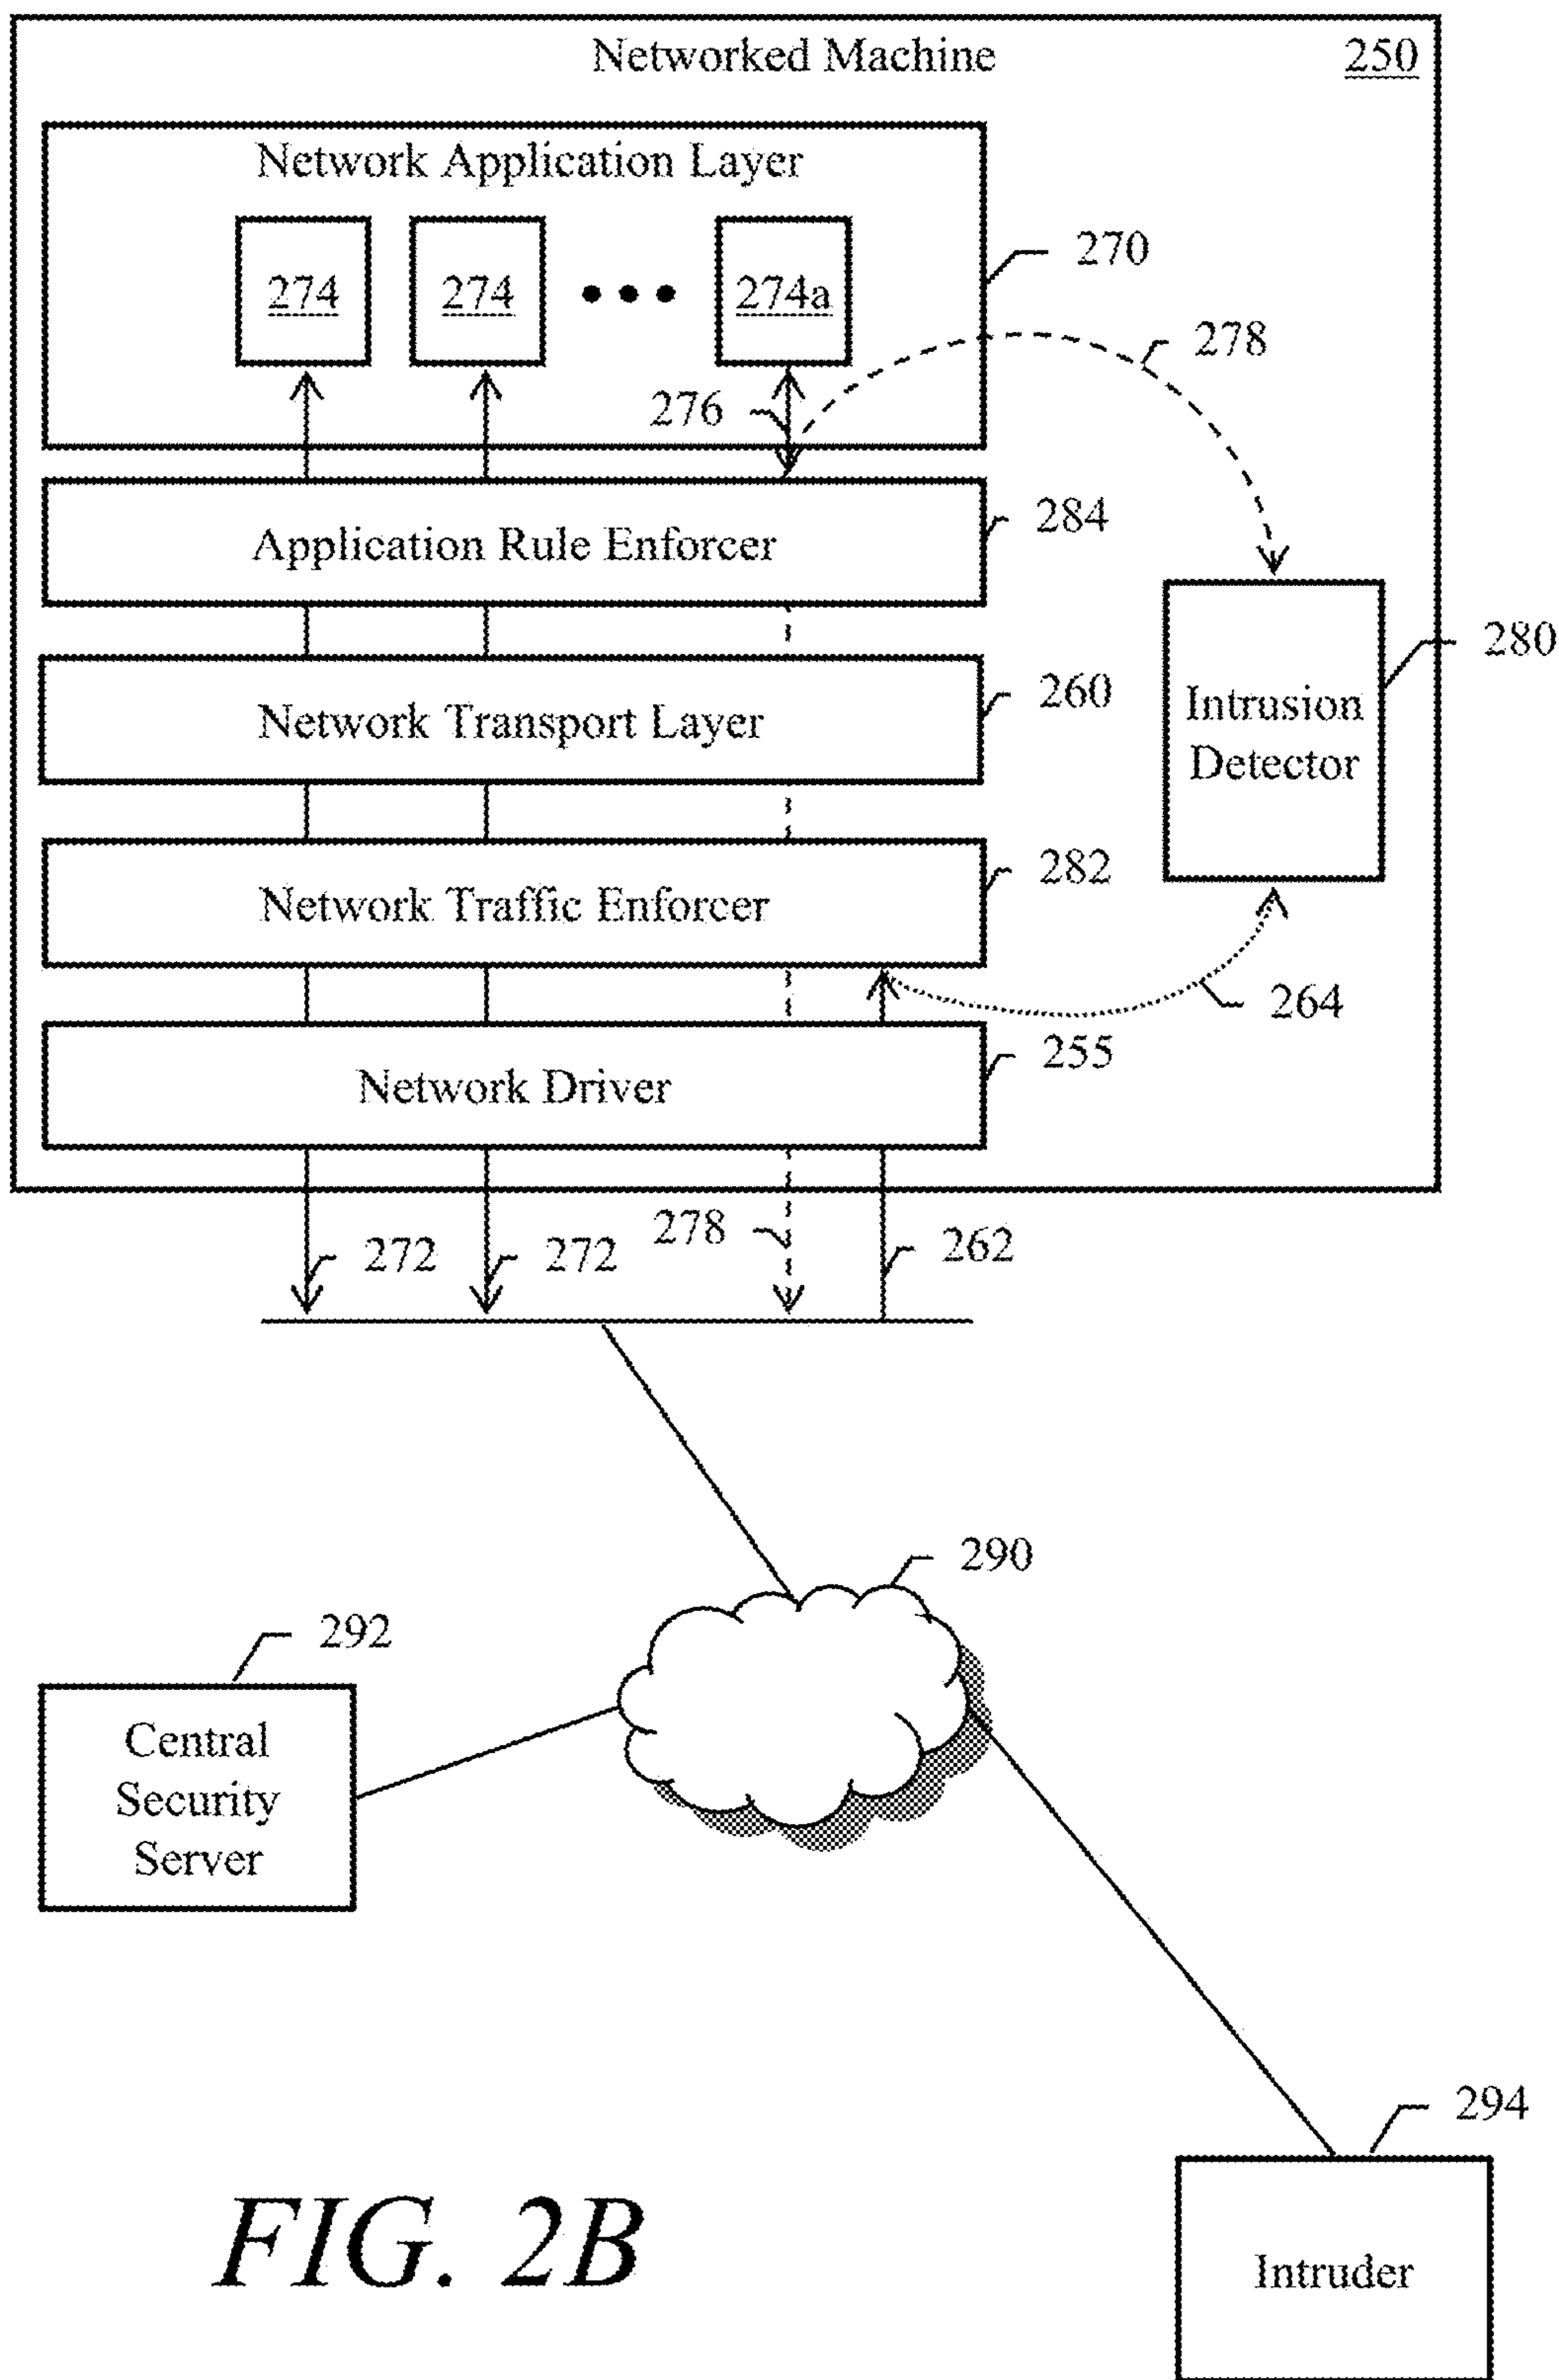 Networked Machine
250
Network Application Layer
274
274
274a
270
278
276
Application Rule Enforcer
284
Network Transport Layer
260
280
Intrusion
Detector
Network Traffic Enforcer
282
264
Network Driver
255
272
272
278
262
290
292
Central
Security
Server
294
Intruder
FIG. 2B